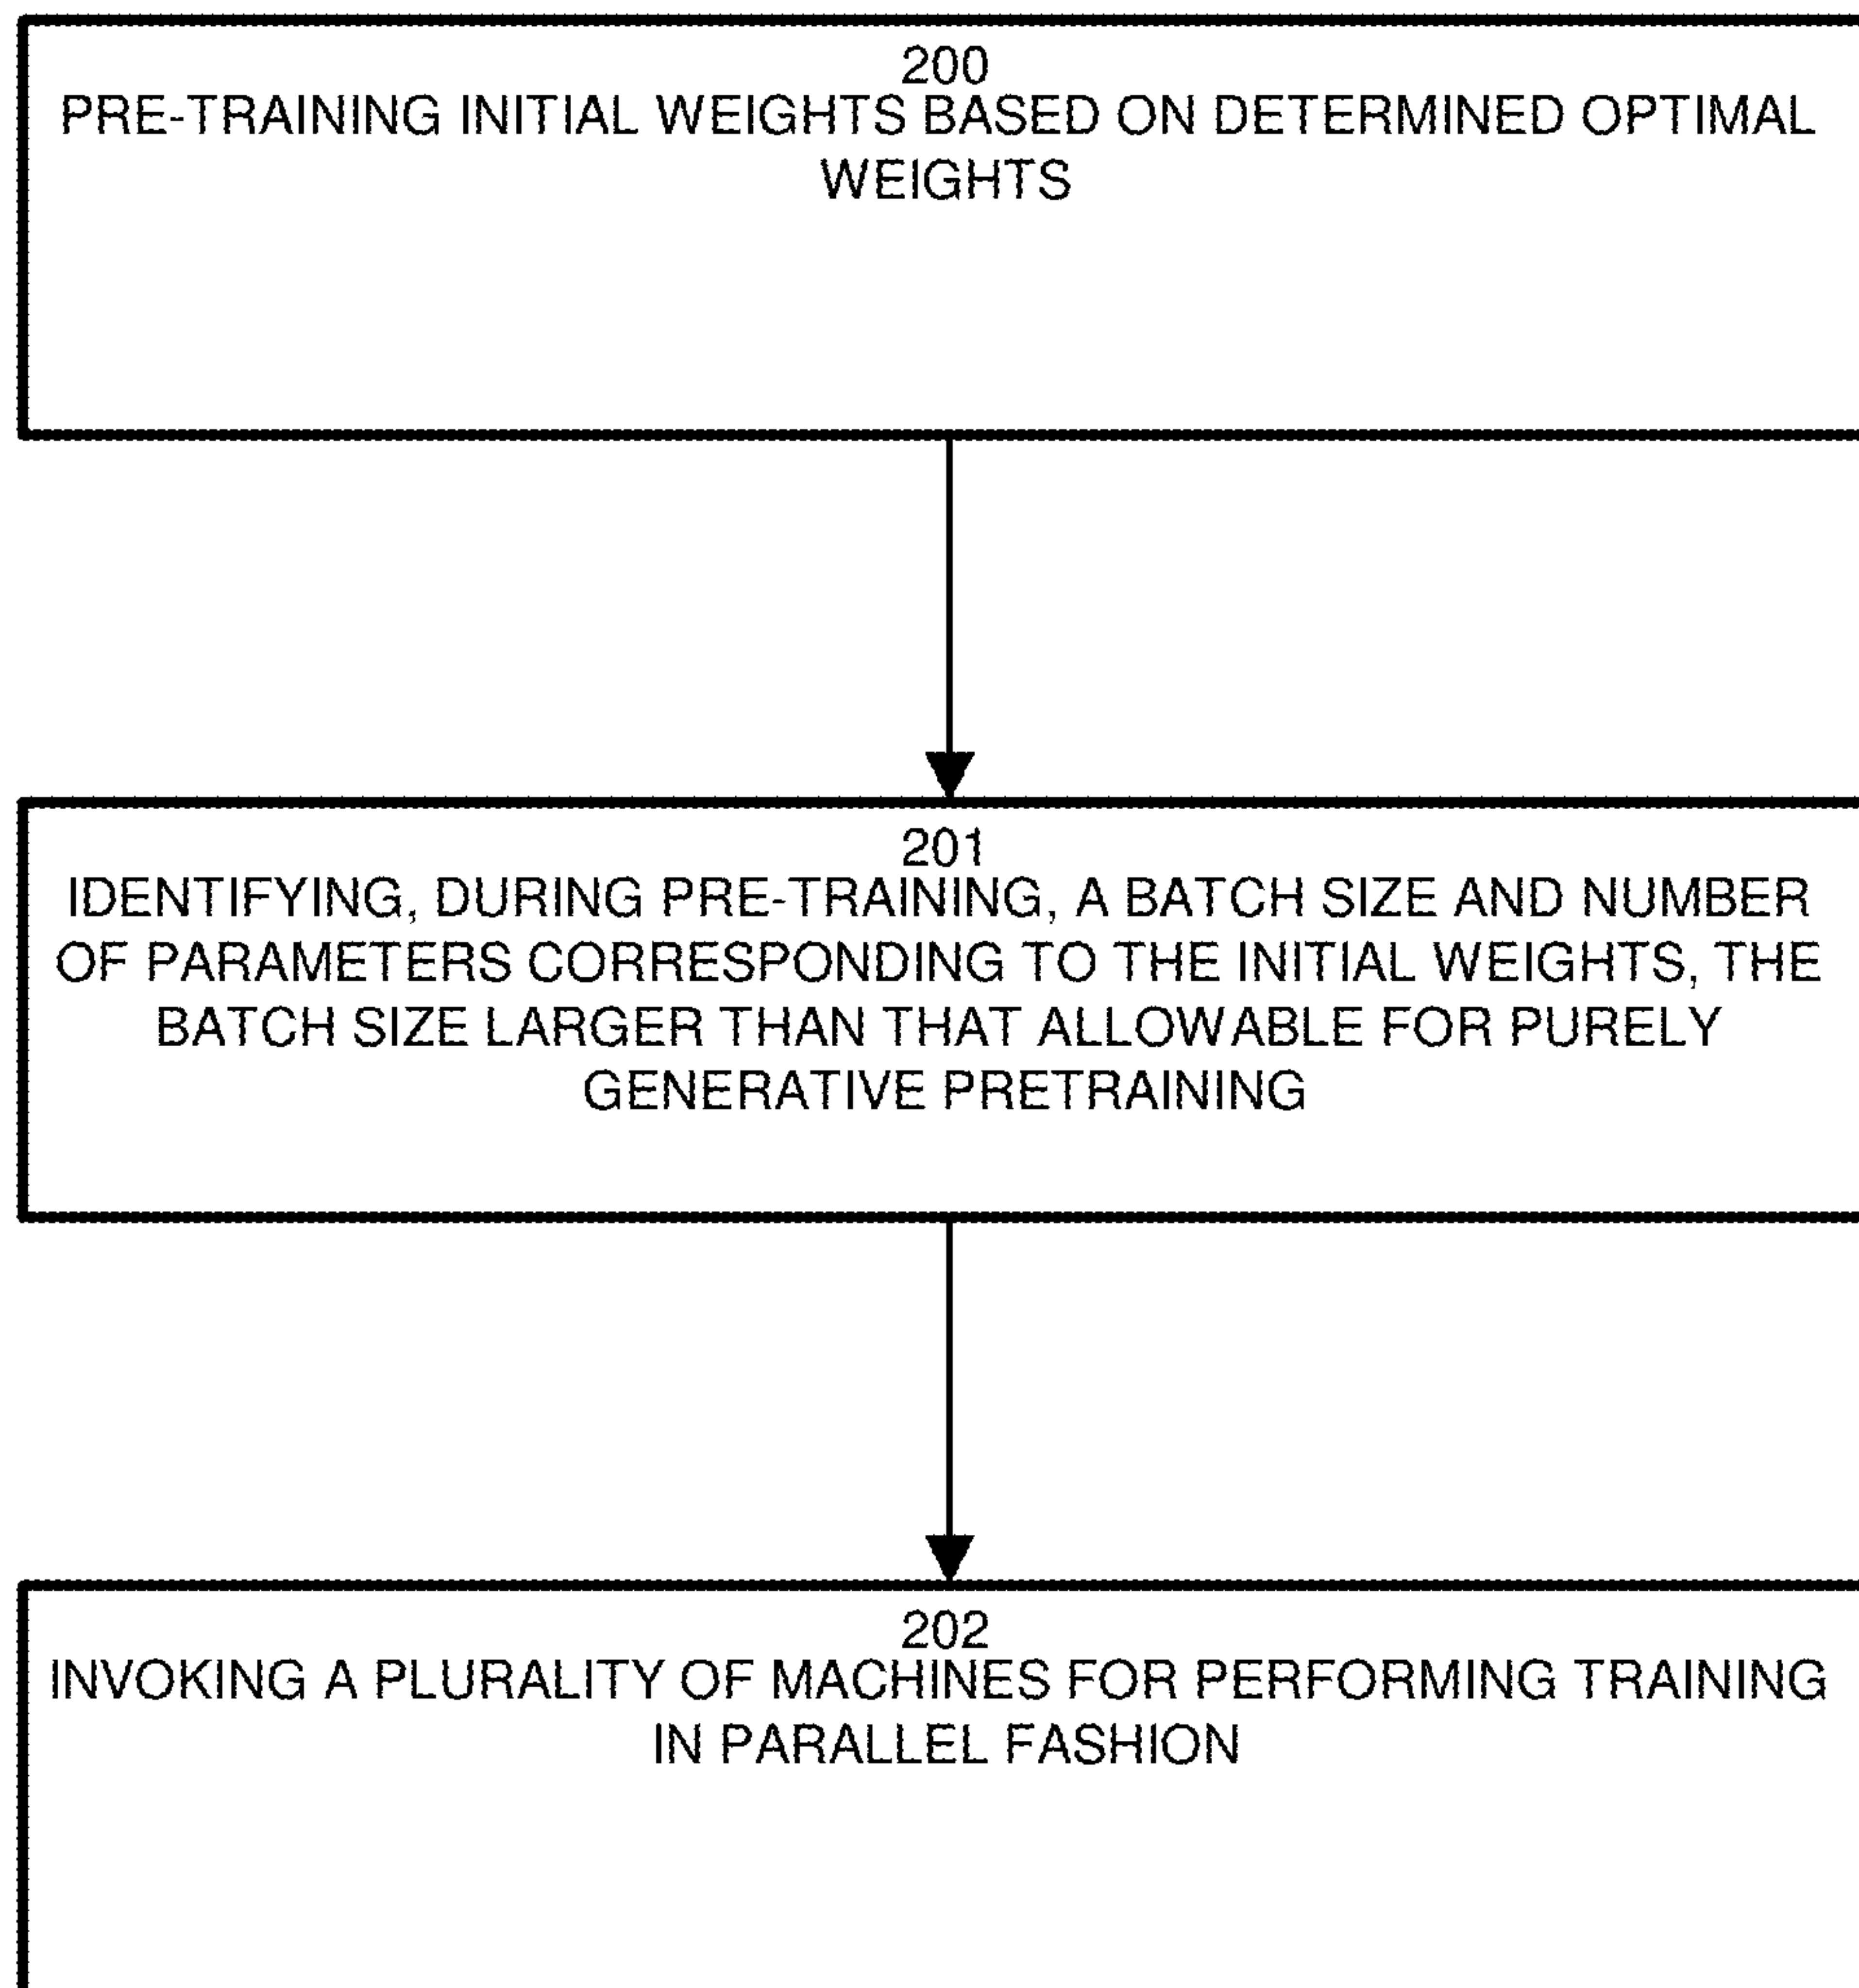 200
PRE-TRAINING INITIAL WEIGHTS BASED ON DETERMINED OPTIMAL
WEIGHTS
201
IDENTIFYING, DURING PRE-TRAINING, A BATCH SIZE AND NUMBER
OF PARAMETERS CORRESPONDING TO THE INITIAL WEIGHTS, THE
BATCH SIZE LARGER THAN THAT ALLOWABLE FOR PURELY
GENERATIVE PRETRAINING
202
INVOKING A PLURALITY OF MACHINES FOR PERFORMING TRAINING
IN PARALLEL FASHION